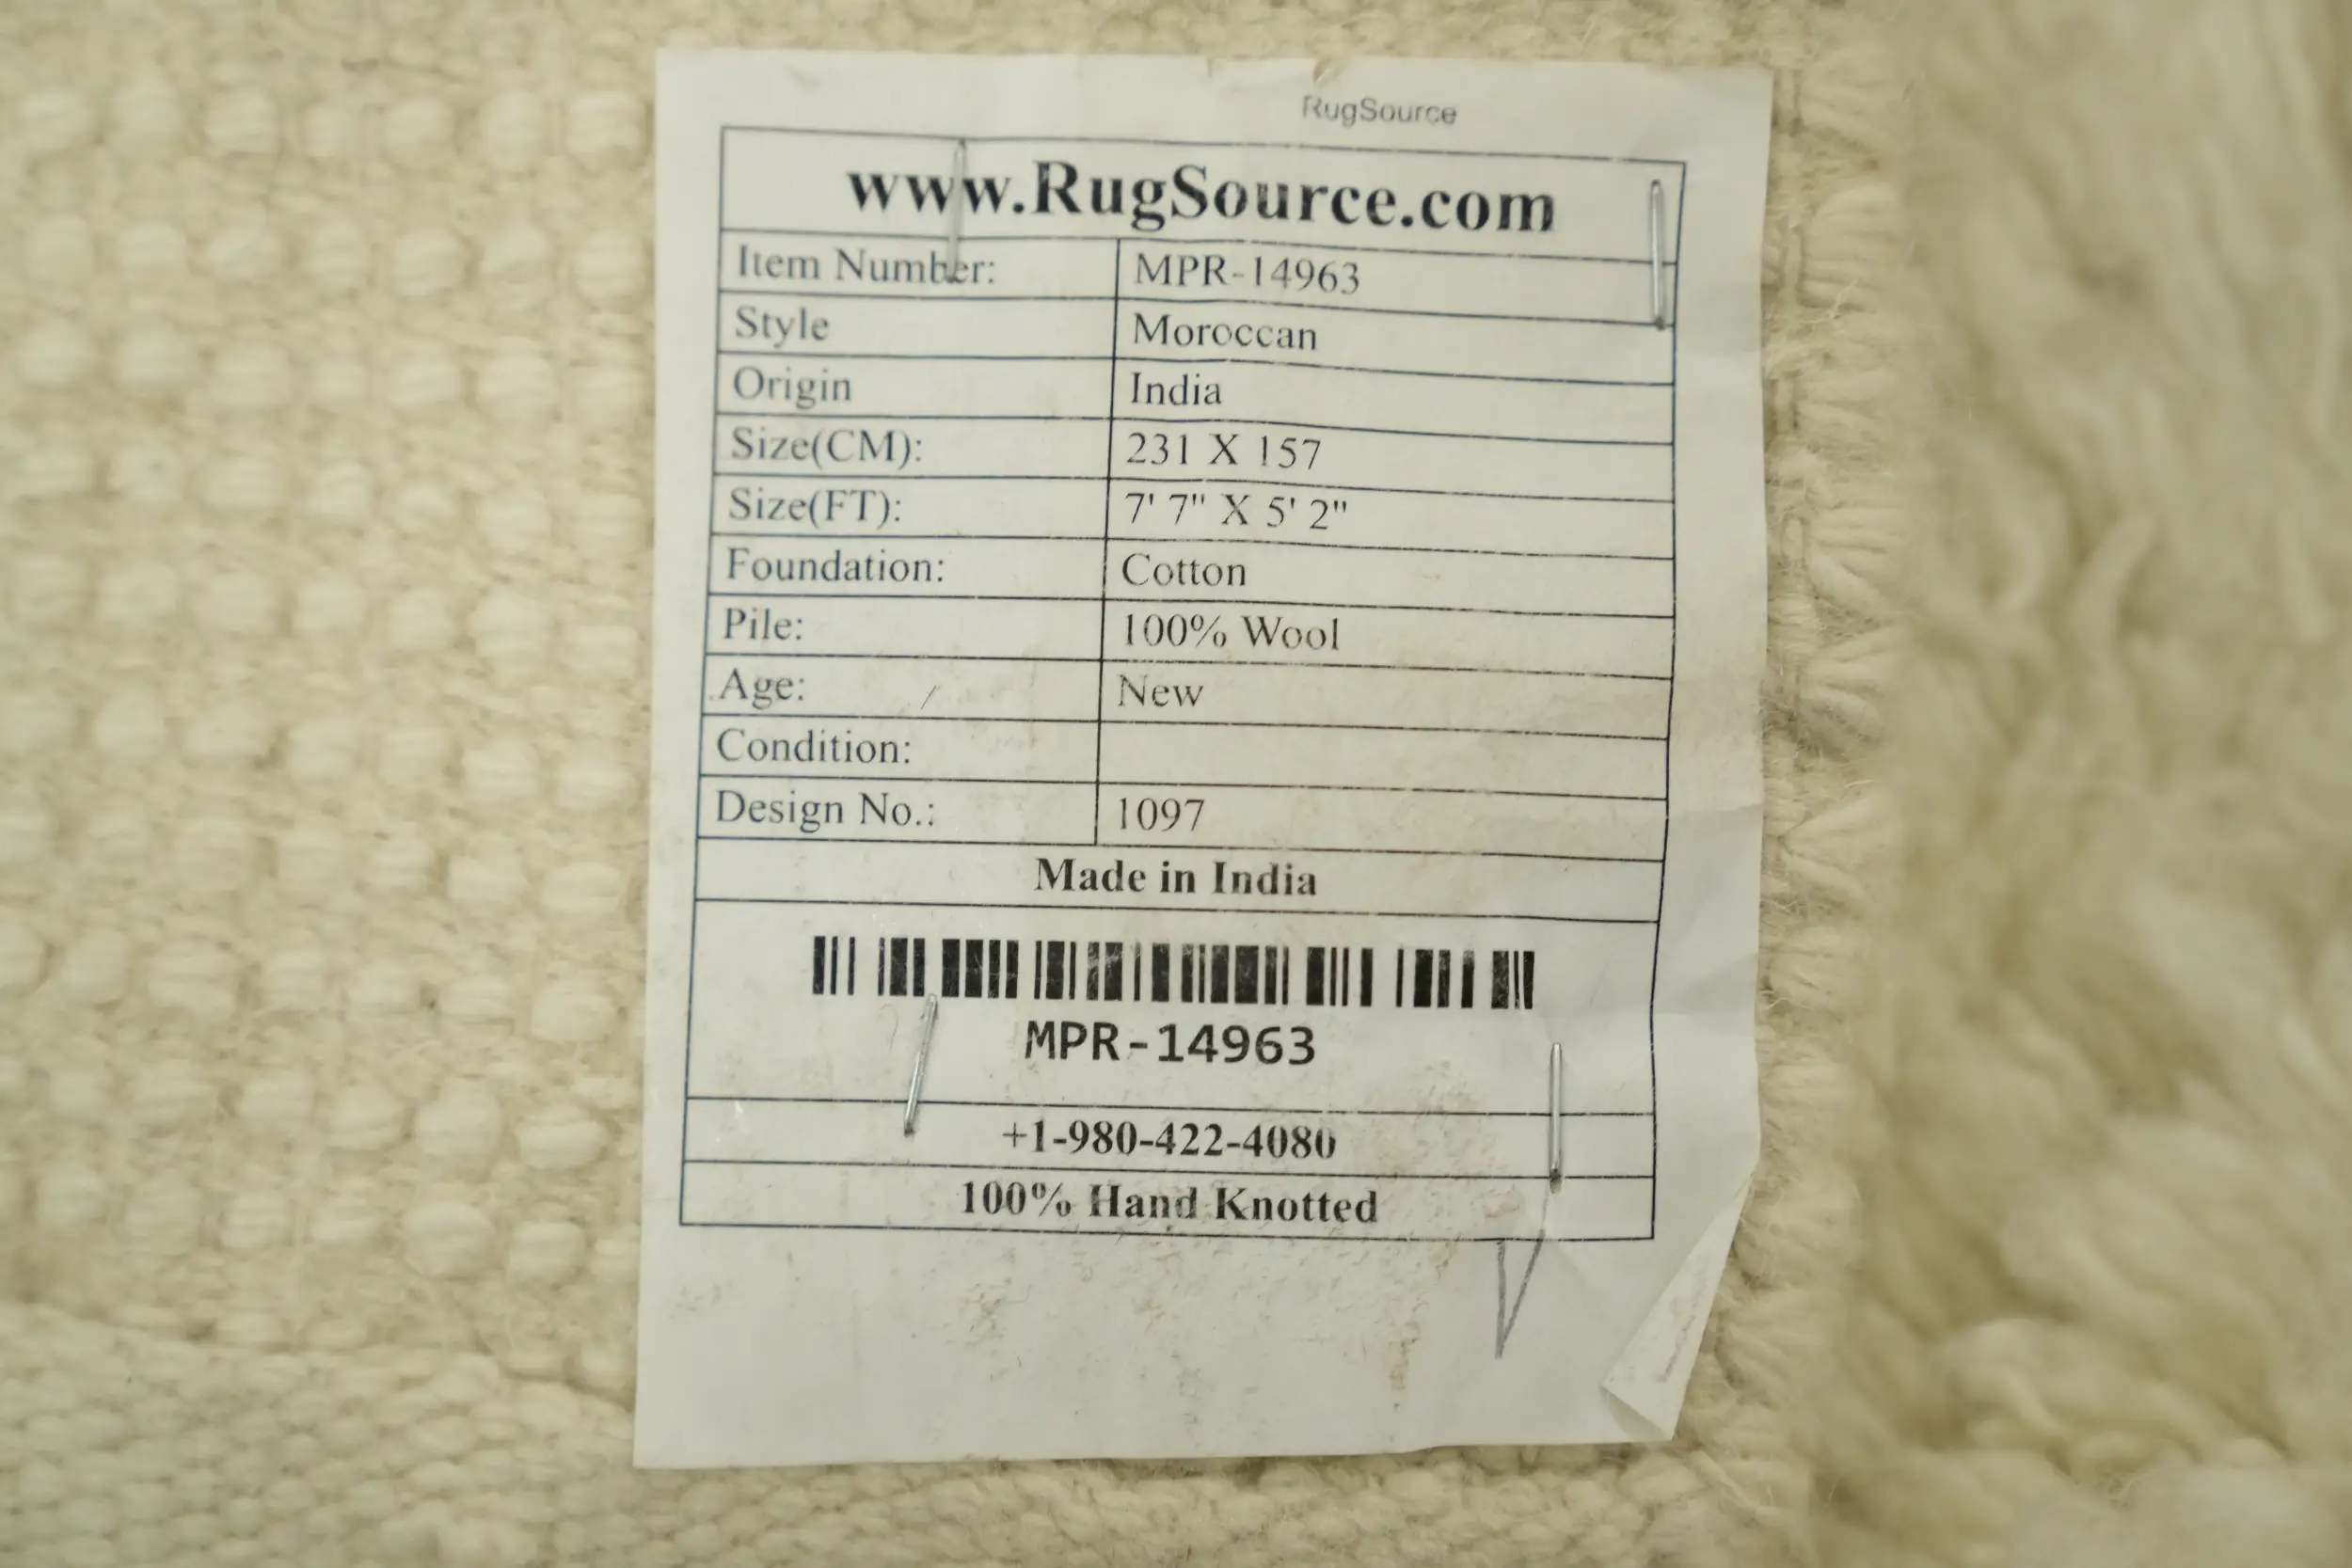 RugSource
www.RugSource.com
Item Number: MPR-14963
Style Moroccan
Origin India
Size(CM): 231 X 157
Size(FT): 7' 7" X 5' 2"
Foundation: Cotton
Pile: 100% Wool
Age: New
Condition:
Design No.: 1097
Made in India
MPR-14963
+1-980-422-4080
100% Hand Knotted